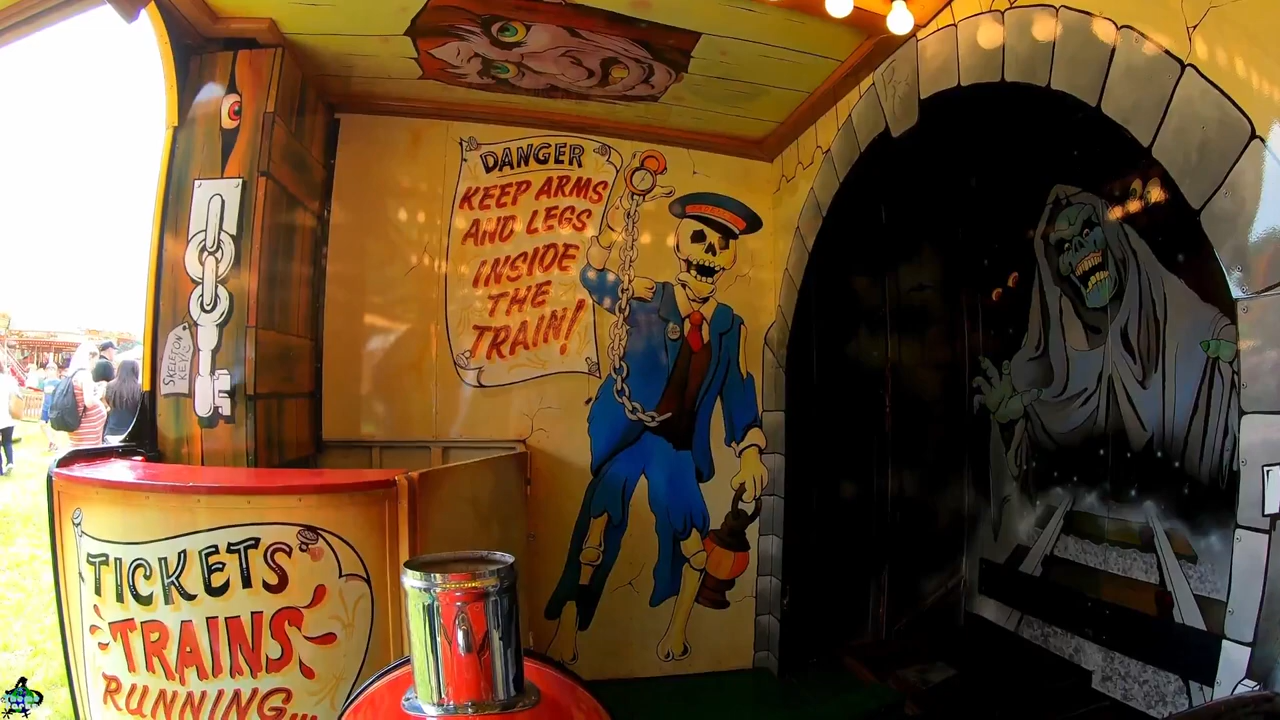 DANGER
KEEP ARMS
AND LEGS
INSIDE
THE
TRAIN!
SKELETON
KEYS
TICKETS
TRAINS
RUNNING...